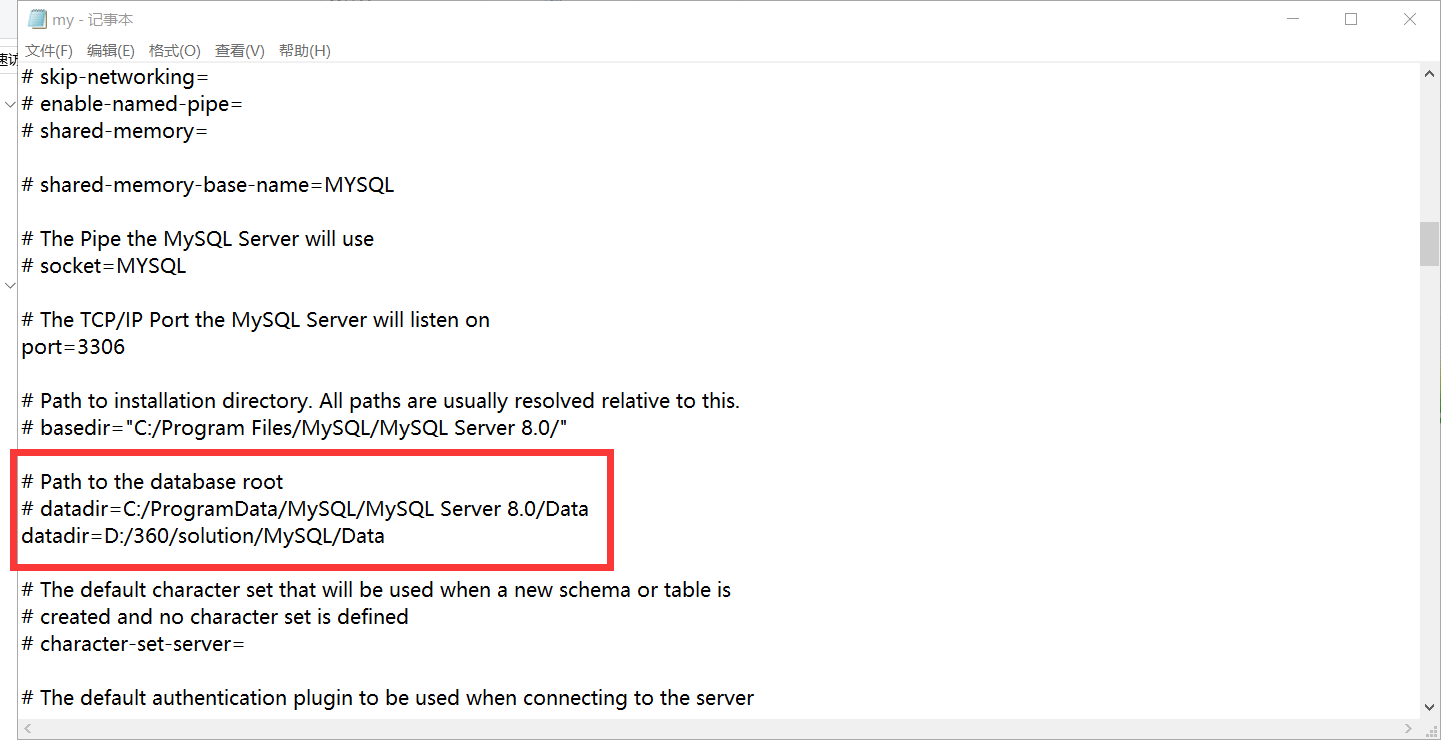 my - 记事本
文件(F) 编辑(E) 格式(O) 查看(V) 帮助(H)
速访
# skip-networking=
# enable-named-pipe=
# shared-memory=
# shared-memory-base-name=MYSQL
# The Pipe the MySQL Server will use
# socket=MYSQL
# The TCP/IP Port the MySQL Server will listen on
port=3306
# Path to installation directory. All paths are usually resolved relative to this.
# basedir="C:/Program Files/MySQL/MySQL Server 8.0/"
# Path to the database root
# datadir=C:/ProgramData/MySQL/MySQL Server 8.0/Data
datadir=D:/360/solution/MySQL/Data
# The default character set that will be used when a new schema or table is
# created and no character set is defined
# character-set-server=
# The default authentication plugin to be used when connecting to the server